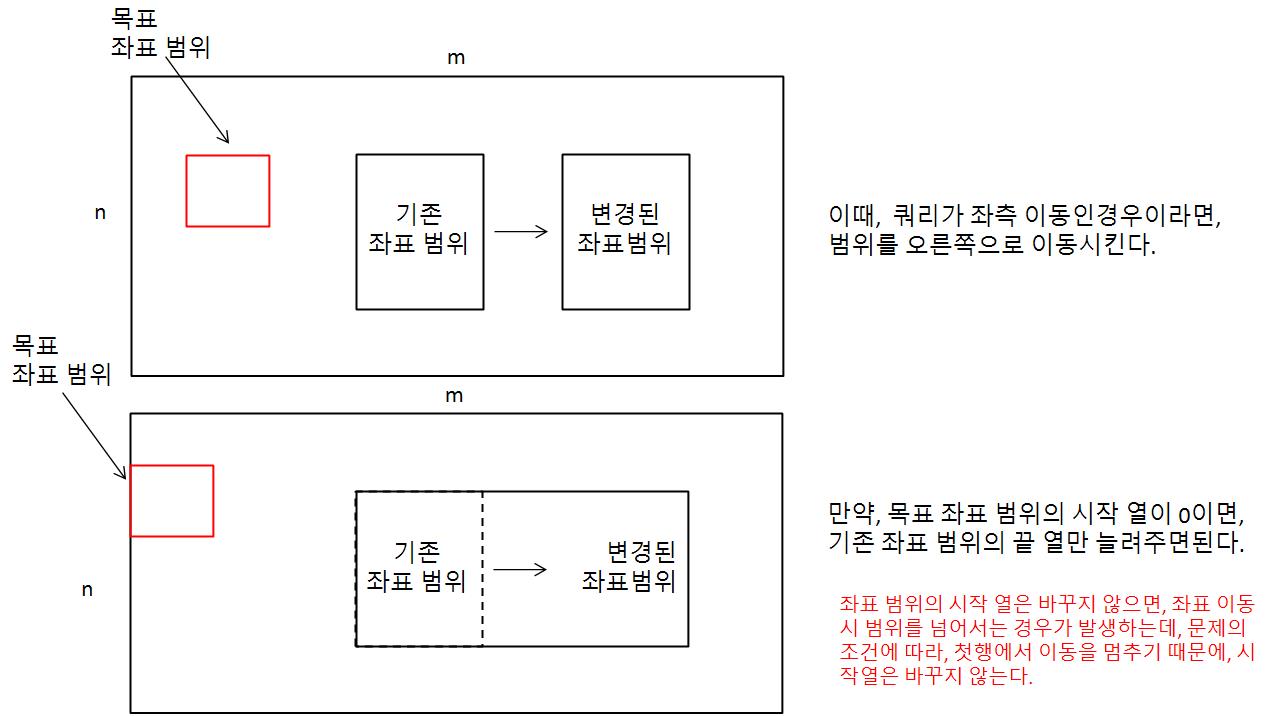 목표
좌표 범위
m
n
기존
좌표 범위
변경된
좌표범위
이때, 쿼리가 좌측 이동인경우이라면,
범위를 오른쪽으로 이동시킨다.
목표
좌표 범위
m
n
기존
좌표 범위
변경된
좌표범위
만약, 목표 좌표 범위의 시작 열이 0이면,
기존 좌표 범위의 끝 열만 늘려주면된다.
좌표 범위의 시작 열은 바꾸지 않으면, 좌표 이동
시 범위를 넘어서는 경우가 발생하는데, 문제의
조건에 따라, 첫행에서 이동을 멈추기 때문에, 시
작열은 바꾸지 않는다.